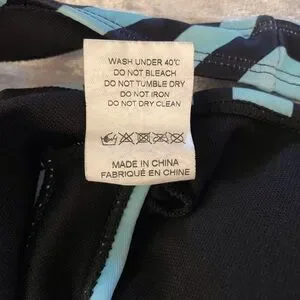 WASH UNDER 40°C
DO NOT BLEACH
DO NOT TUMBLE DRY
DO NOT IRON
DO NOT DRY CLEAN
MADE IN CHINA
FABRIQUÉ EN CHINE